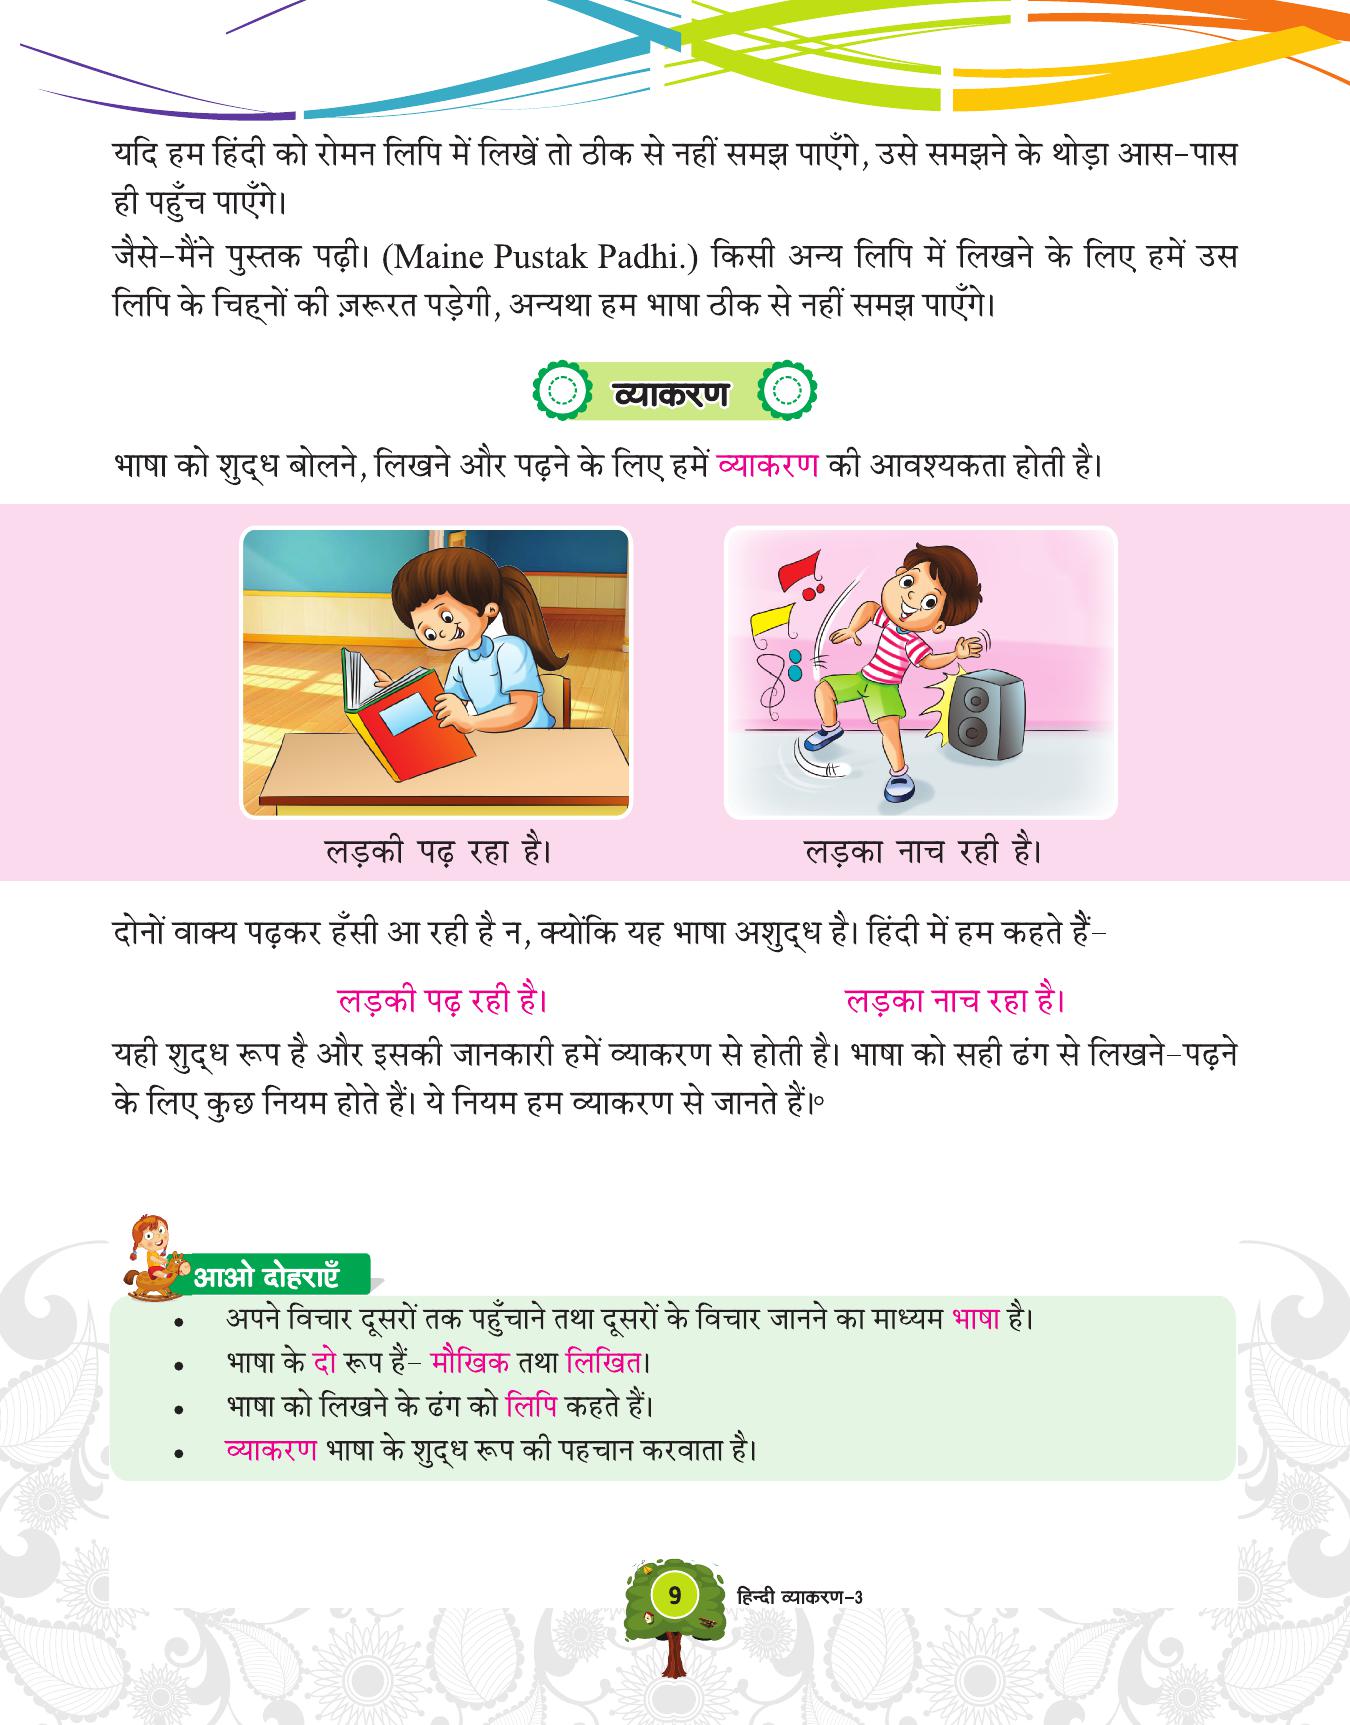 यदि हम हिंदी को रोमन लिपि में लिखें तो ठीक से नहीं समझ पाएँगे, उसे समझने के थोड़ा आस-पास
ही पहुँच पाएँगे।
जैसे-मैंने पुस्तक पढ़ी। (Maine Pustak Padhi.) किसी अन्य लिपि में लिखने के लिए हमें उस
लिपि के चिह्नों की ज़रूरत पड़ेगी, अन्यथा हम भाषा ठीक से नहीं समझ पाएँगे।
व्याकरण
भाषा को शुद्ध बोलने, लिखने और पढ़ने के लिए हमें व्याकरण की आवश्यकता होती है।
लड़की पढ़ रहा है। लड़का नाच रही है।
दोनों वाक्य पढ़कर हँसी आ रही है न, क्योंकि यह भाषा अशुद्ध है। हिंदी में हम कहते हैं–
लड़की पढ़ रही है। लड़का नाच रहा है।
यही शुद्ध रूप है और इसकी जानकारी हमें व्याकरण से होती है। भाषा को सही ढंग से लिखने-पढ़ने
के लिए कुछ नियम होते हैं। ये नियम हम व्याकरण से जानते हैं।॰
आओ दोहराएँ
• अपने विचार दूसरों तक पहुँचाने तथा दूसरों के विचार जानने का माध्यम भाषा है।
• भाषा के दो रूप हैं– मौखिक तथा लिखित।
• भाषा को लिखने के ढंग को लिपि कहते हैं।
• व्याकरण भाषा के शुद्ध रूप की पहचान करवाता है।
9 हिन्दी व्याकरण-3